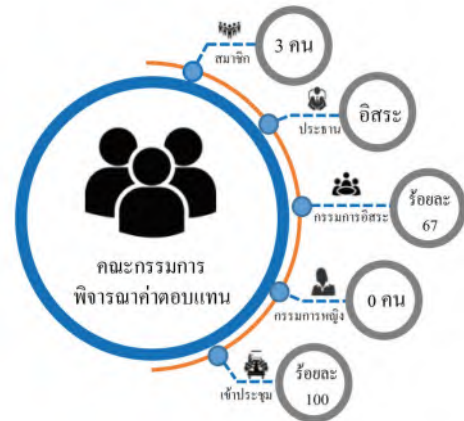 คณะกรรมการ
พิจารณาค่าตอบแทน
สมาชิก
3 คน
ประธาน
อิสระ
กรรมการอิสระ
ร้อยละ
67
กรรมการหญิง
0 คน
เข้าประชุม
ร้อยละ
100